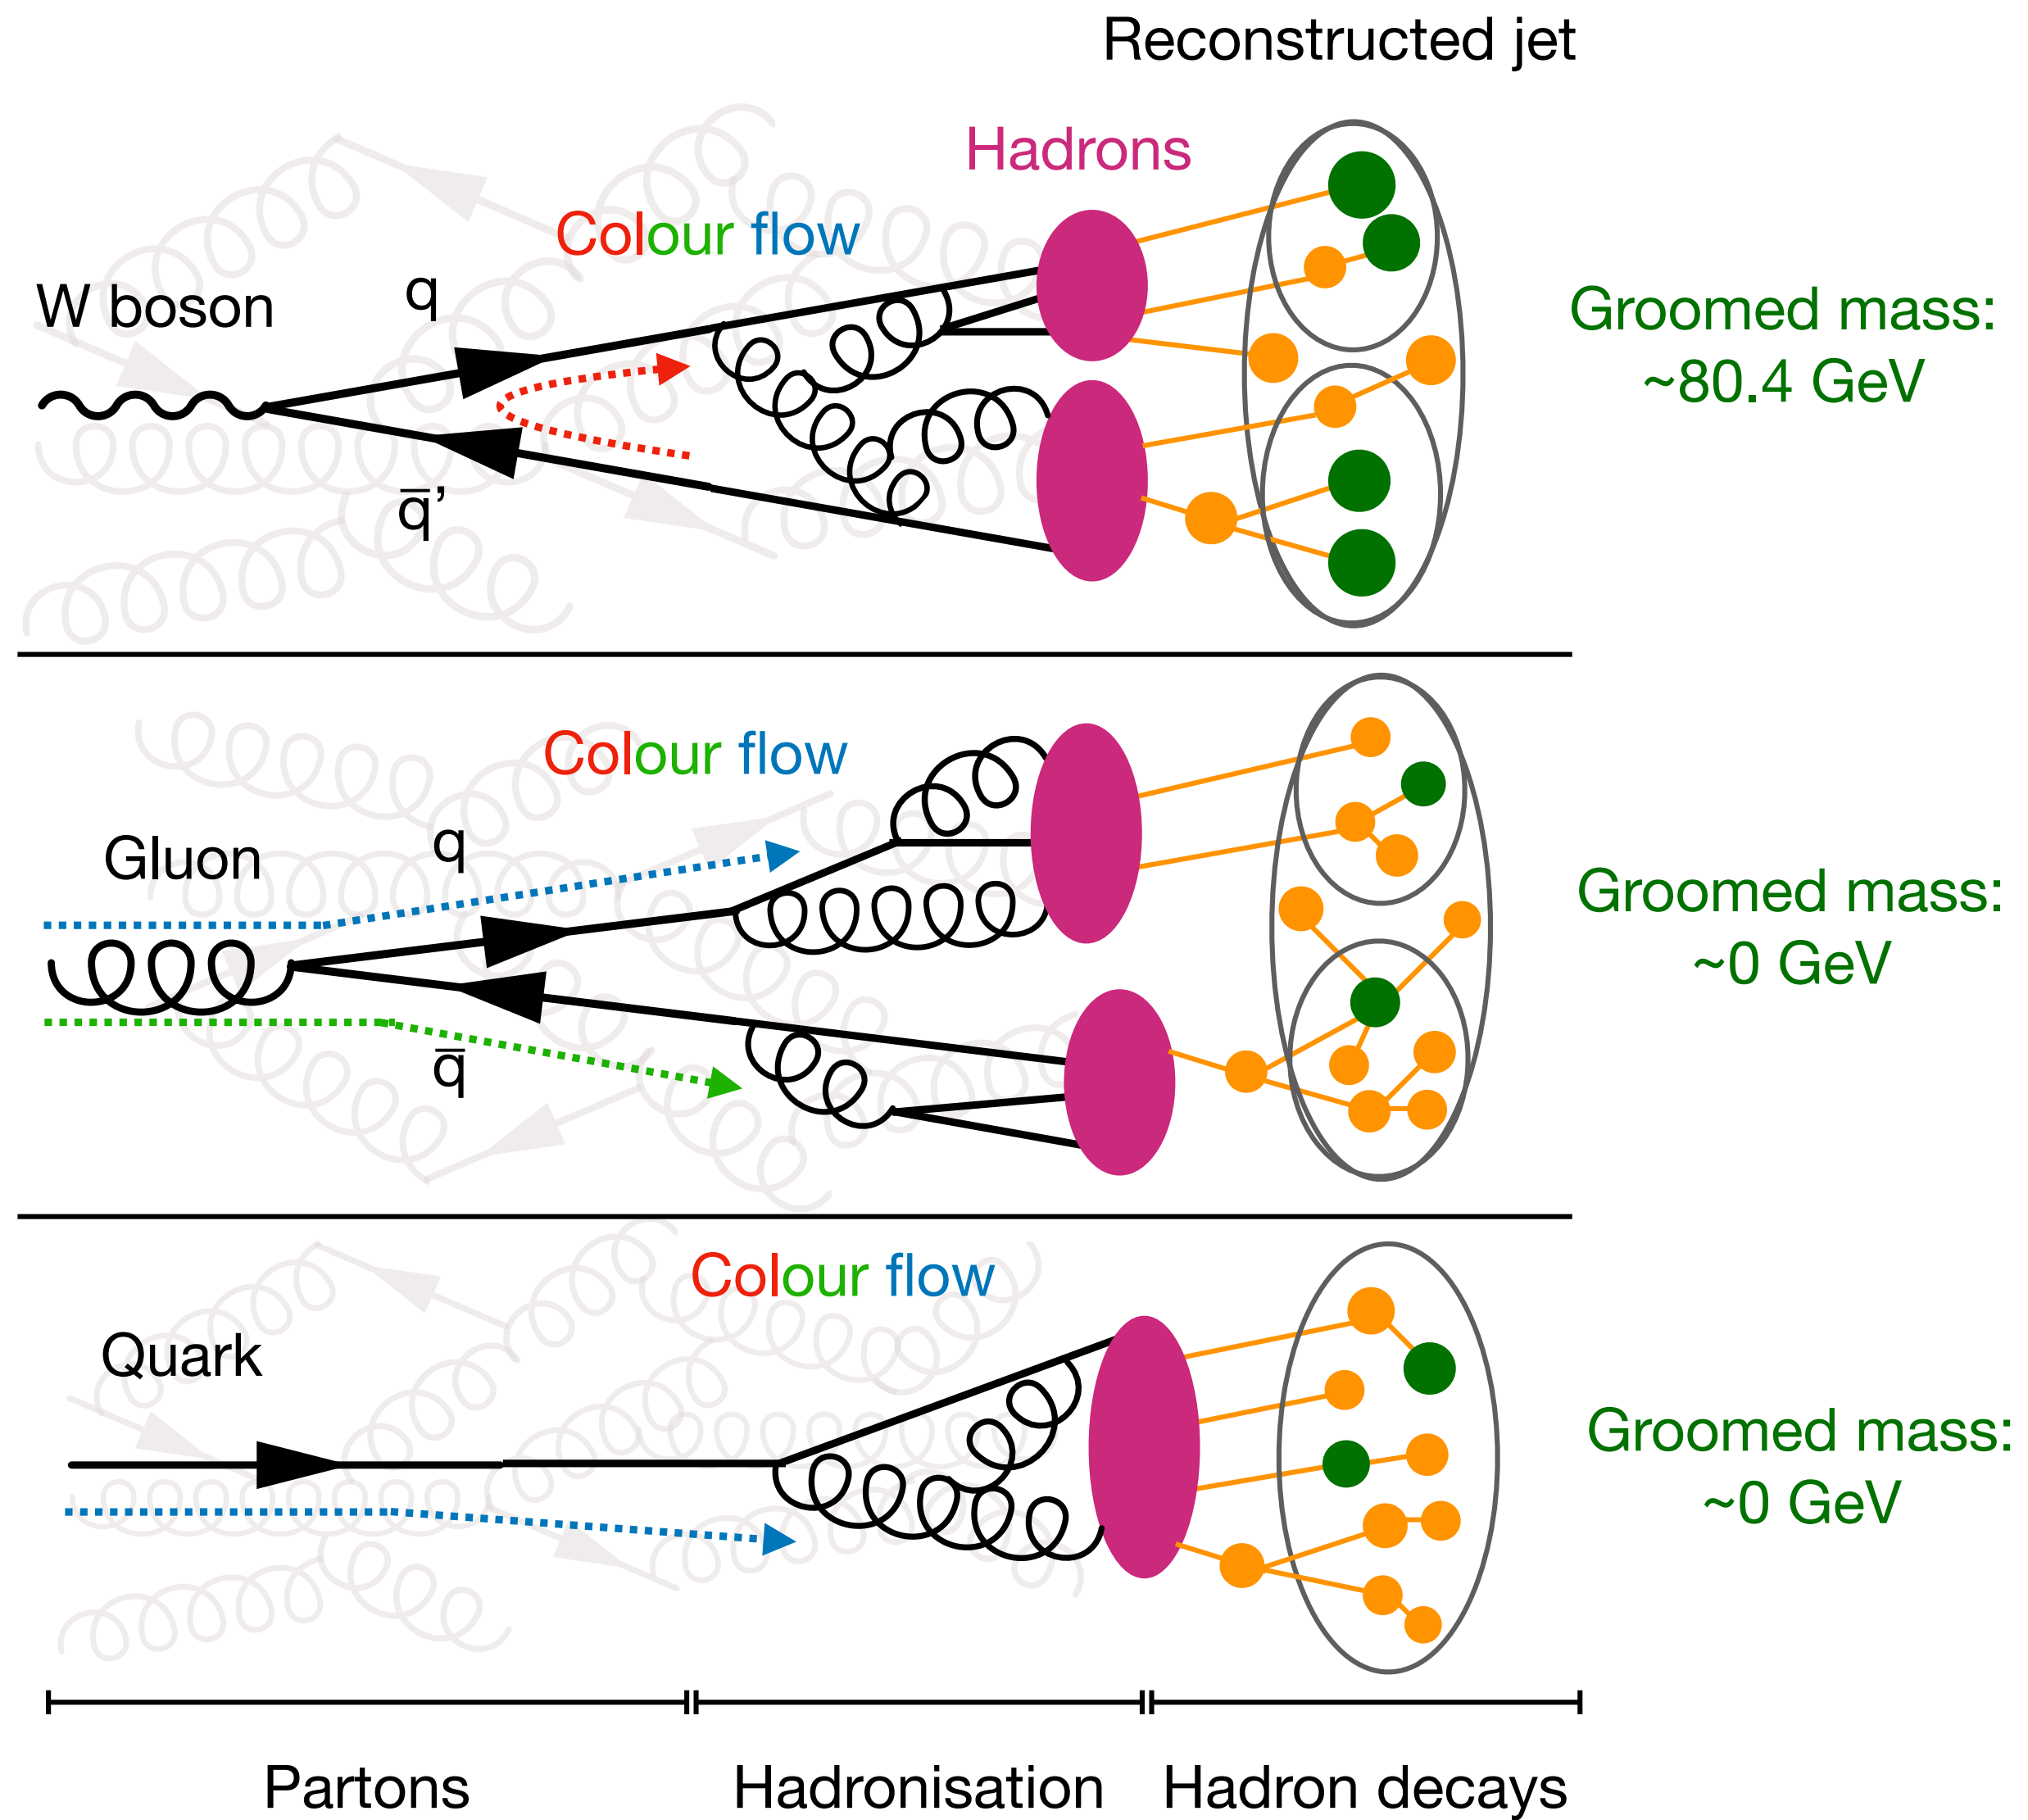 Reconstructed jet
Hadrons
Colour flow
W boson
q
q̅’
Groomed mass:
~80.4 GeV
Colour flow
Gluon
q
q̅
Groomed mass:
~0 GeV
Colour flow
Quark
Groomed mass:
~0 GeV
Partons
Hadronisation
Hadron decays